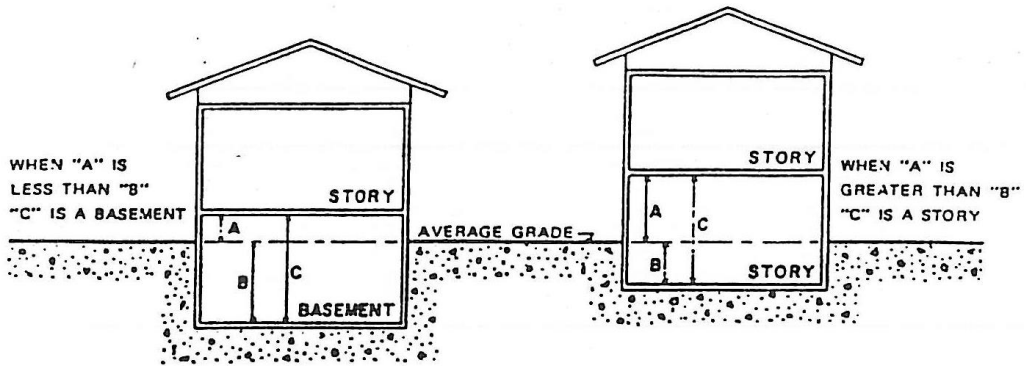 WHEN "A" IS
LESS THAN "B"
"C" IS A BASEMENT
STORY
A
B
C
BASEMENT
AVERAGE GRADE
STORY
A
C
B
STORY
WHEN "A" IS
GREATER THAN "B"
"C" IS A STORY